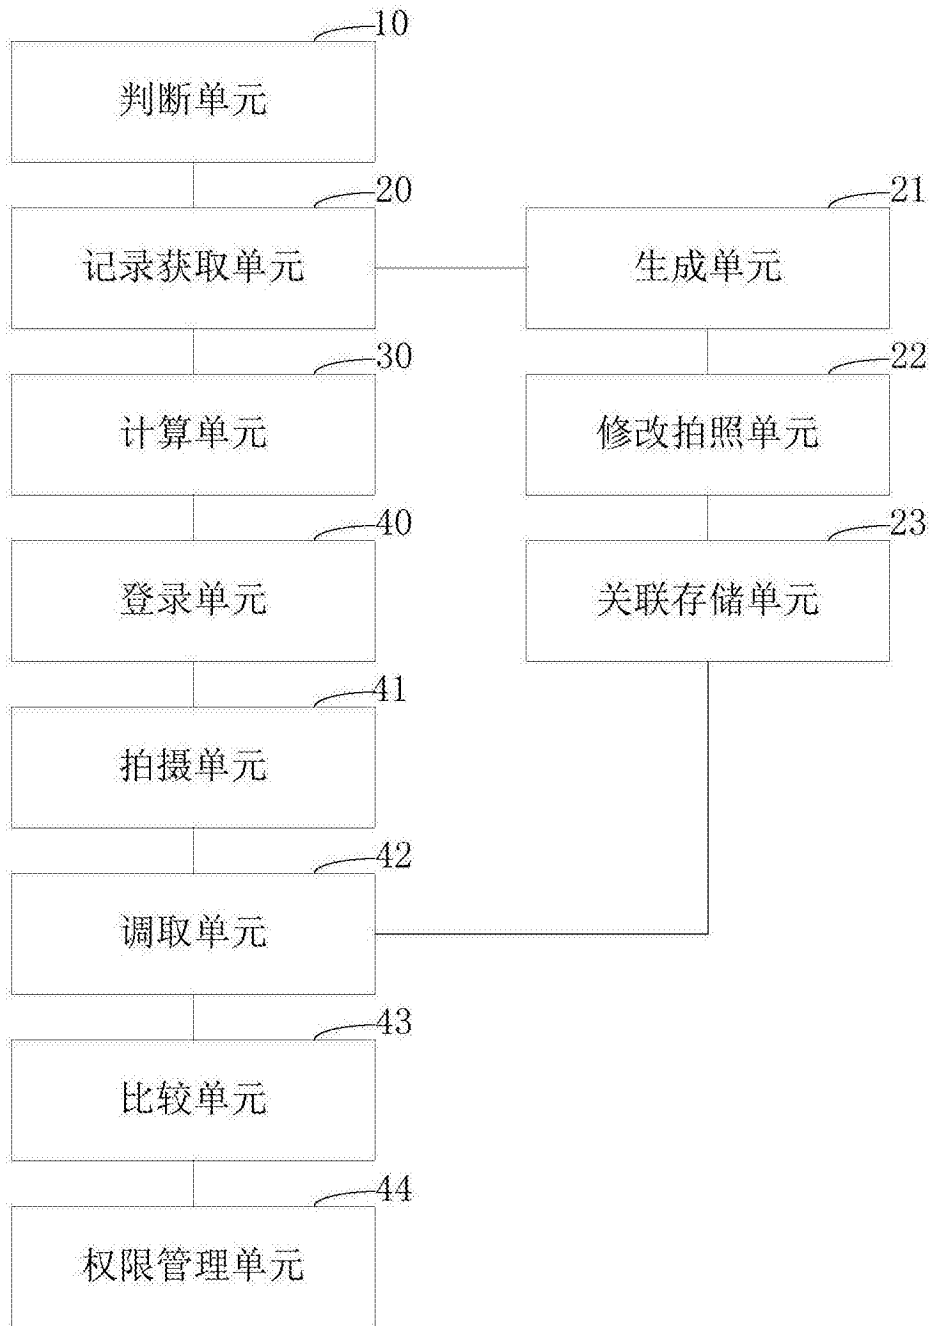 10
判断单元
20
记录获取单元
21
生成单元
30
计算单元
22
修改拍照单元
40
登录单元
23
关联存储单元
41
拍摄单元
42
调取单元
43
比较单元
44
权限管理单元